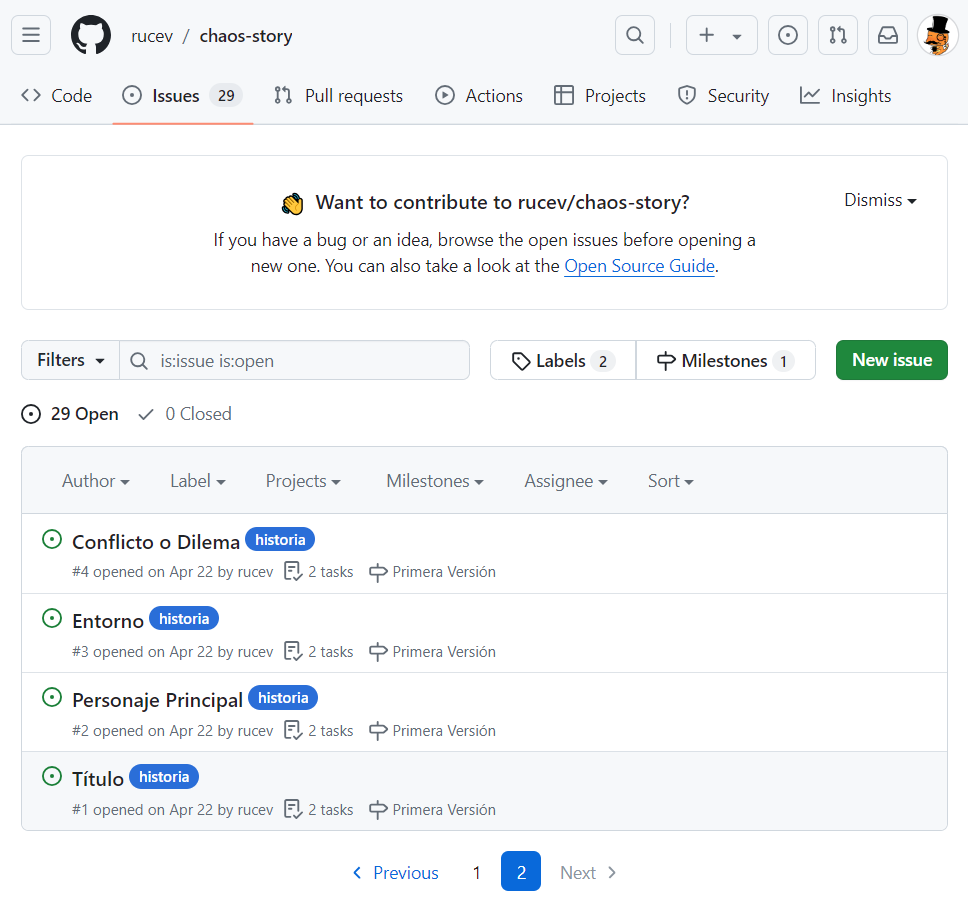 rucev / chaos-story
Code Issues 29 Pull requests Actions Projects Security Insights
Want to contribute to rucev/chaos-story?
Dismiss
If you have a bug or an idea, browse the open issues before opening a
new one. You can also take a look at the Open Source Guide.
Filters is:issue is:open Labels 2 Milestones 1 New issue
29 Open 0 Closed
Author Label Projects Milestones Assignee Sort
Conflicto o Dilema historia
#4 opened on Apr 22 by rucev 2 tasks Primera Versión
Entorno historia
#3 opened on Apr 22 by rucev 2 tasks Primera Versión
Personaje Principal historia
#2 opened on Apr 22 by rucev 2 tasks Primera Versión
Título historia
#1 opened on Apr 22 by rucev 2 tasks Primera Versión
Previous 1 2 Next